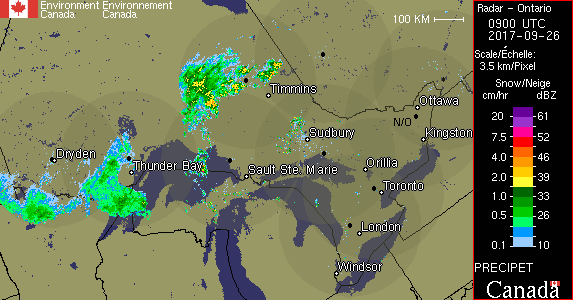 Environment Environnement
Canada Canada
100 KM
Timmins
Ottawa
N/O
Sudbury
Kingston
Dryden
Thunder Bay
Sault Ste. Marie
Orillia
Toronto
London
Windsor
Radar - Ontario
0900 UTC
2017-09-26
Scale/Échelle:
3.5 km/Pixel
Snow/Neige
cm/hr dBZ
20 61
7.5 52
4.0 46
2.0 39
1.0 33
0.5 26
0.1 10
PRECIPET
Canada